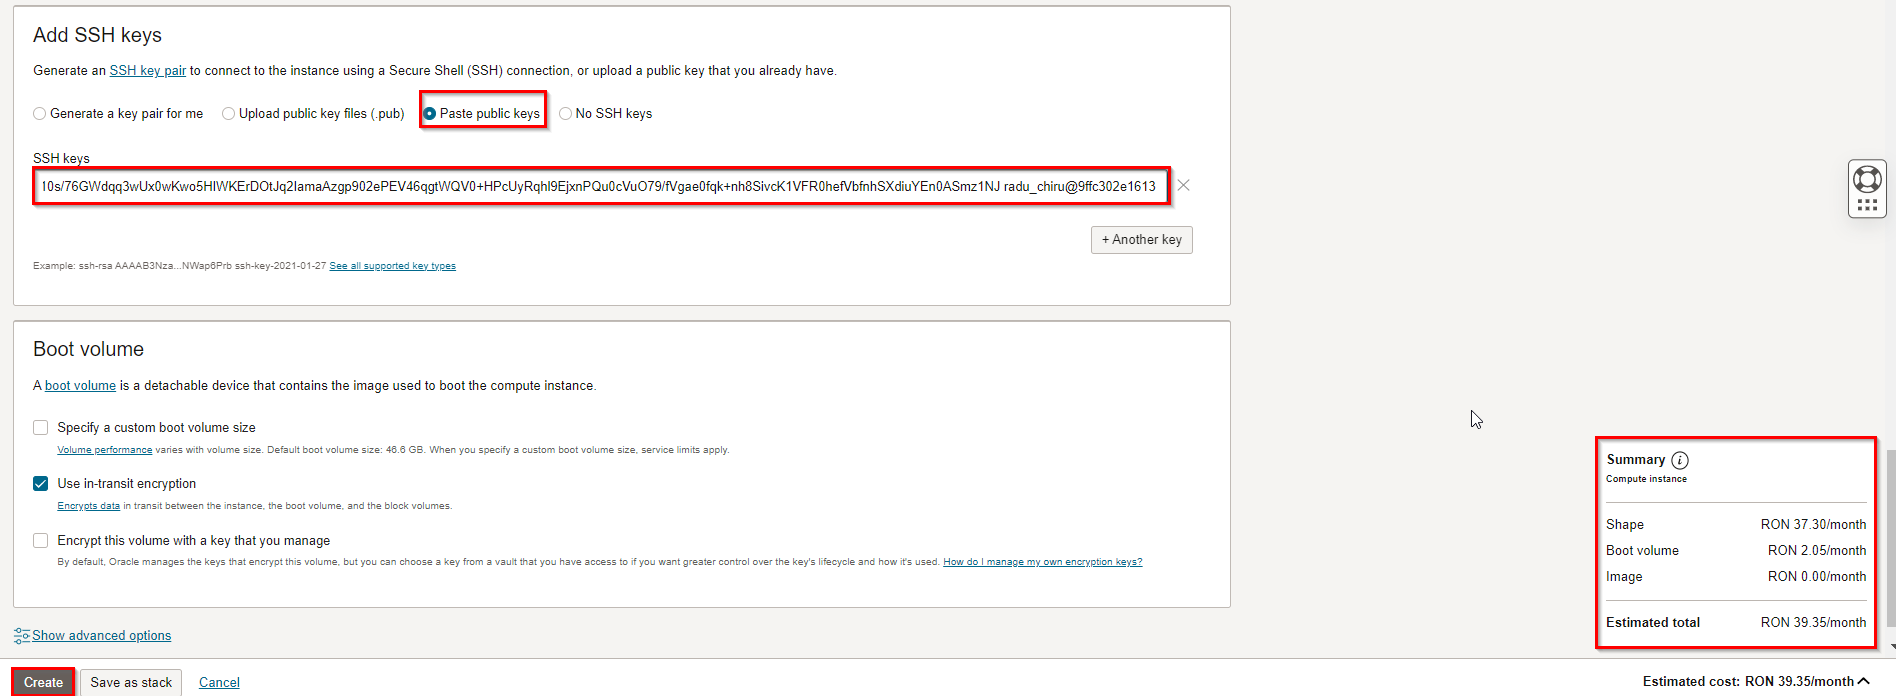 Add SSH keys
Generate an SSH key pair to connect to the instance using a Secure Shell (SSH) connection, or upload a public key that you already have.
Generate a key pair for me Upload public key files (.pub) Paste public keys No SSH keys
SSH keys
10s/76GWdqq3wUx0wKwo5HIWKErDOtJq2IamaAzgp902ePEV46qgtWQV0+HPcUyRqhI9EjxnPQu0cVuO79/fVgae0fqk+nh8SivcK1VFR0hefVbfnhSXdiuYEn0ASmz1NJ radu_chiru@9ffc302e1613
+ Another key
Example: ssh-rsa AAAAB3Nza...NWap6Prb ssh-key-2021-01-27 See all supported key types
Boot volume
A boot volume is a detachable device that contains the image used to boot the compute instance.
Specify a custom boot volume size
Volume performance varies with volume size. Default boot volume size: 46.6 GB. When you specify a custom boot volume size, service limits apply.
Use in-transit encryption
Encrypts data in transit between the instance, the boot volume, and the block volumes.
Encrypt this volume with a key that you manage
By default, Oracle manages the keys that encrypt this volume, but you can choose a key from a vault that you have access to if you want greater control over the key's lifecycle and how it's used. How do I manage my own encryption keys?
Show advanced options
Summary
Compute instance
Shape RON 37.30/month
Boot volume RON 2.05/month
Image RON 0.00/month
Estimated total RON 39.35/month
Create Save as stack Cancel
Estimated cost: RON 39.35/month